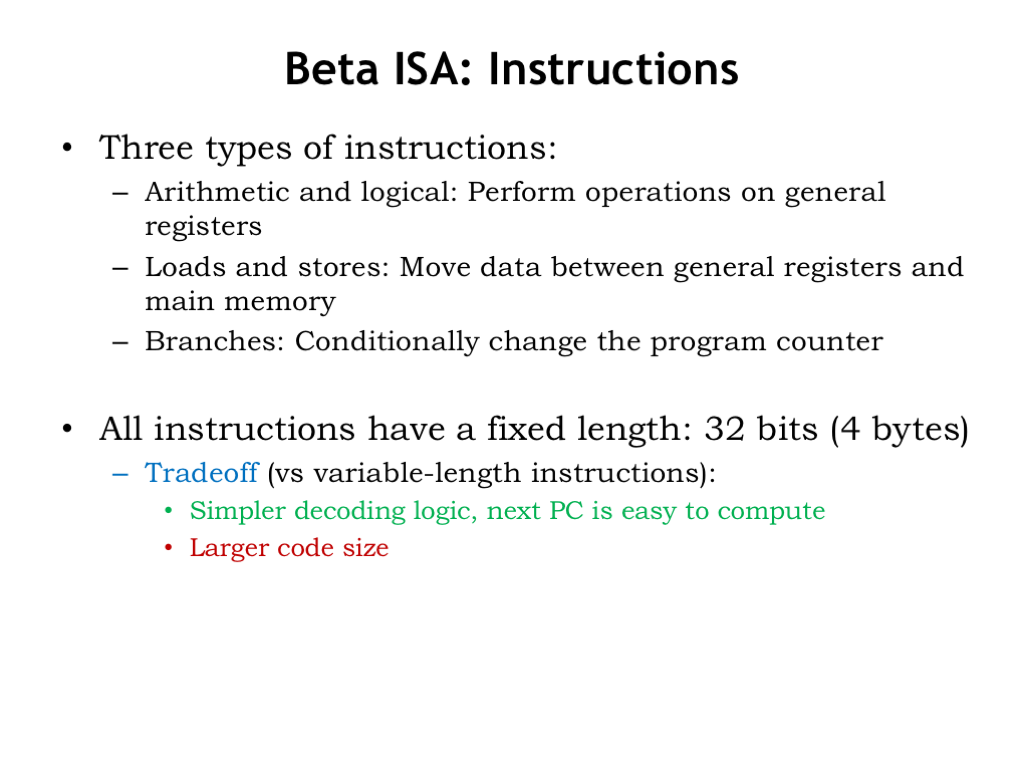 Beta ISA: Instructions
• Three types of instructions:
– Arithmetic and logical: Perform operations on general
registers
– Loads and stores: Move data between general registers and
main memory
– Branches: Conditionally change the program counter
• All instructions have a fixed length: 32 bits (4 bytes)
– Tradeoff (vs variable-length instructions):
• Simpler decoding logic, next PC is easy to compute
• Larger code size